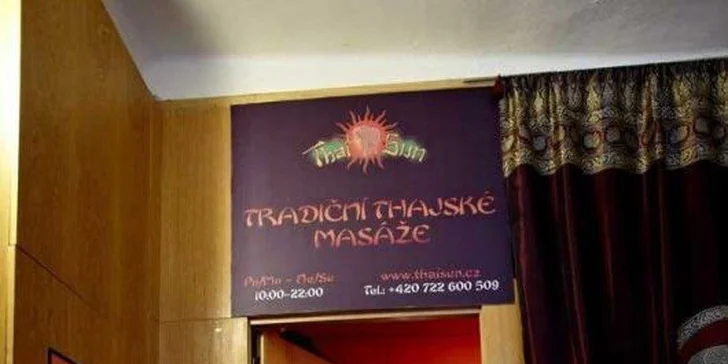 Thai Sun
TRADIČNÍ THAJSKÉ
MASÁŽE
Po/Mo - Ne/Su
10:00-22:00
www.thaisun.cz
Tel.: +420 722 600 509